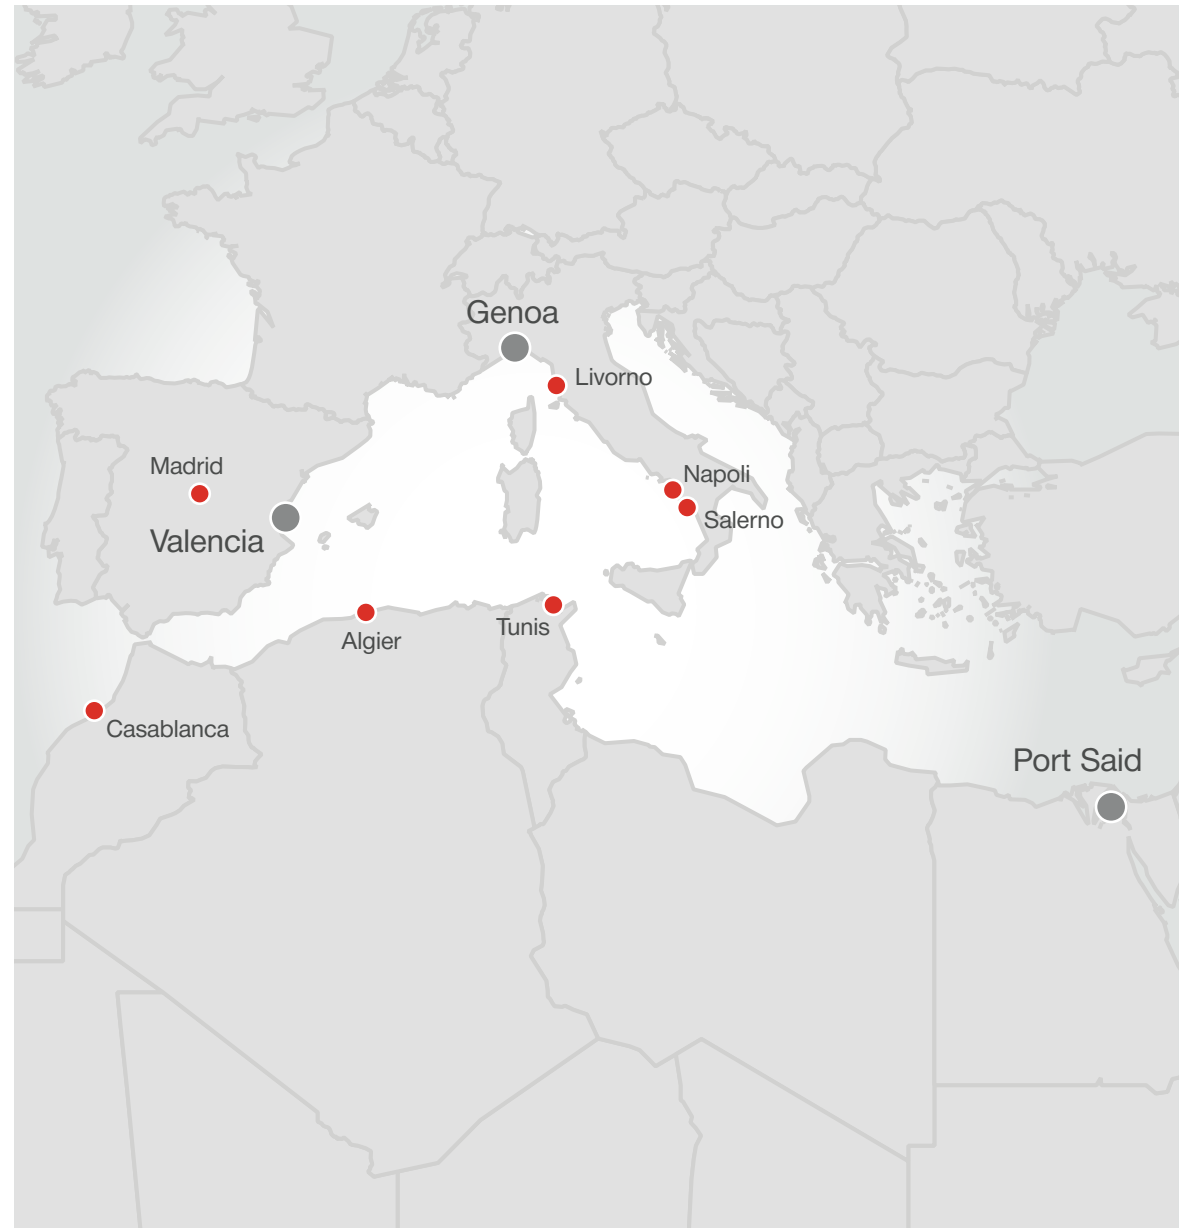 Genoa
Livorno
Madrid
Napoli
Salerno
Valencia
Tunis
Algier
Casablanca
Port Said